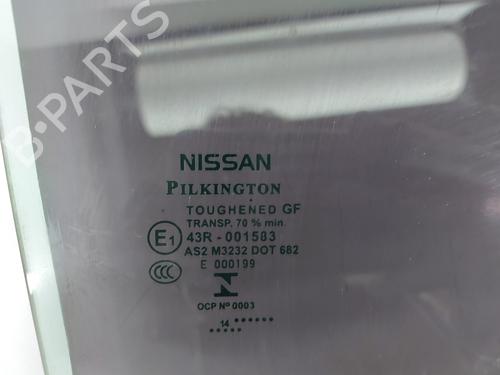 B-PARTS
NISSAN
PILKINGTON
TOUGHENED GF
TRANSP. 70 % min.
E1 43R - 001583
AS2 M3232 DOT 682
CCC E 000199
N
OCP Nº 0003
14